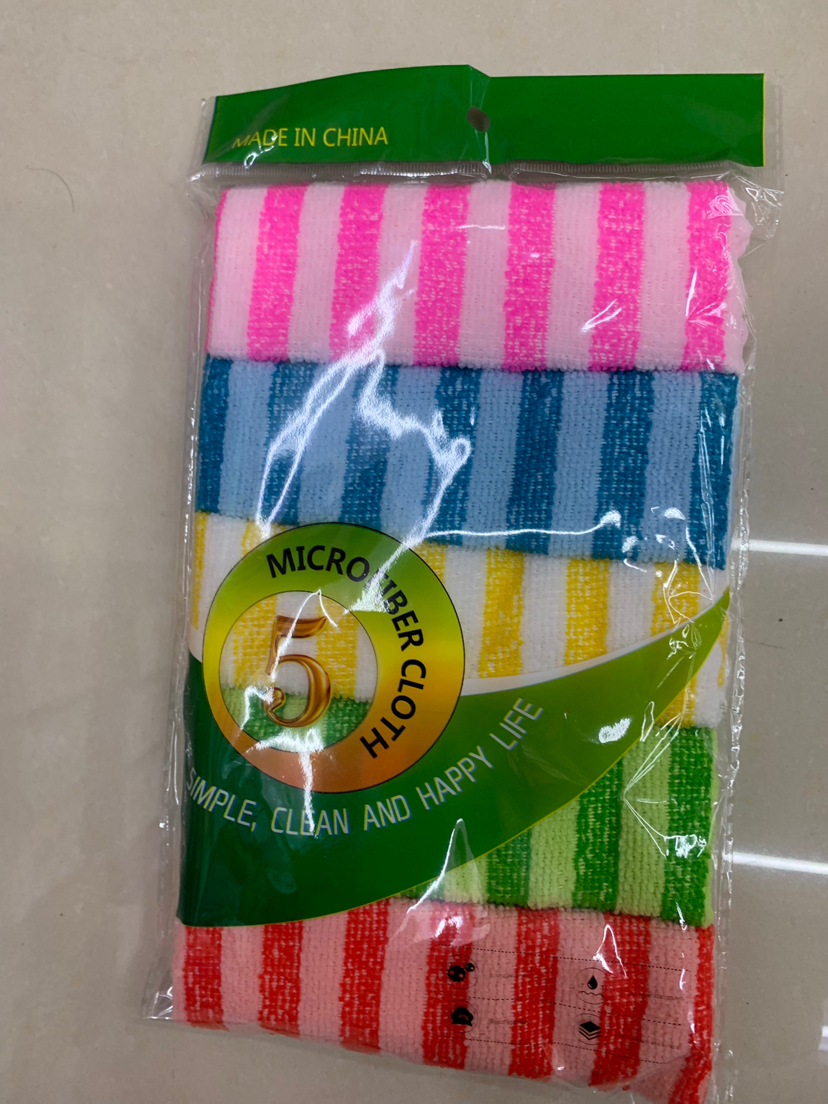 MADE IN CHINA
MICROFIBER CLOTH
5
SIMPLE, CLEAN AND HAPPY LIFE